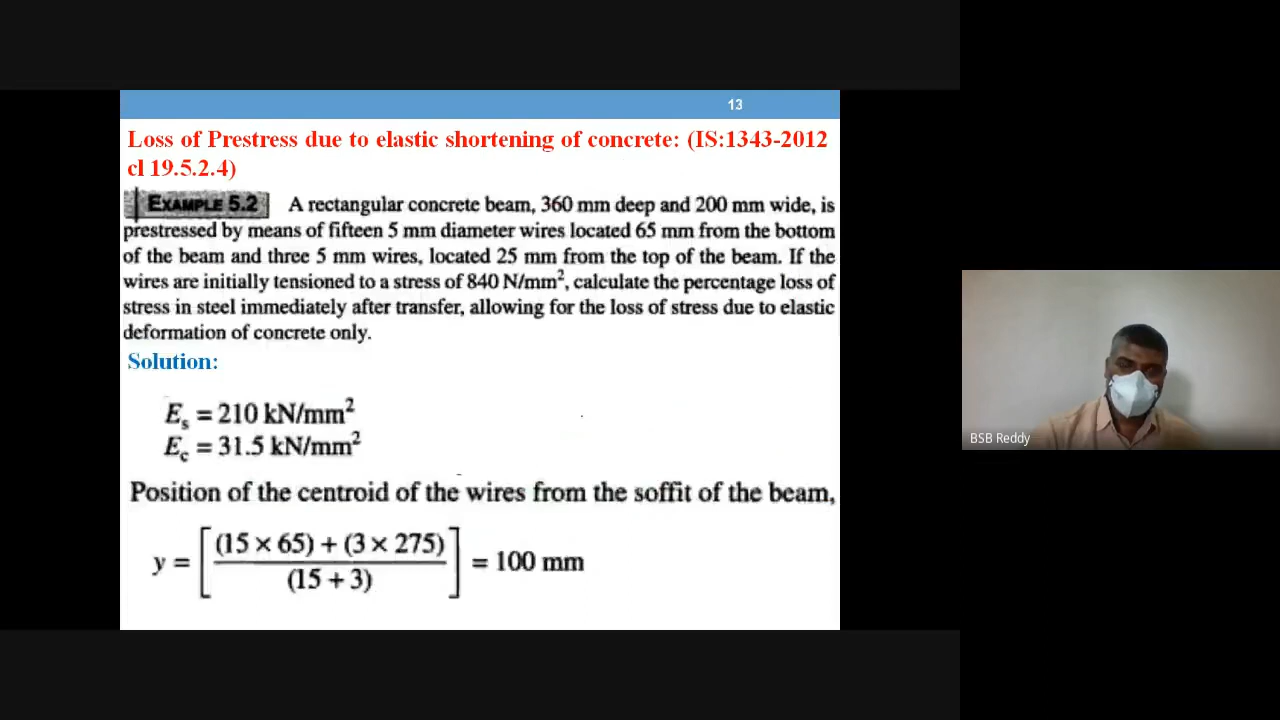 13
Loss of Prestress due to elastic shortening of concrete: (IS:1343-2012
cl 19.5.2.4)
EXAMPLE 5.2 A rectangular concrete beam, 360 mm deep and 200 mm wide, is
prestressed by means of fifteen 5 mm diameter wires located 65 mm from the bottom
of the beam and three 5 mm wires, located 25 mm from the top of the beam. If the
wires are initially tensioned to a stress of 840 N/mm², calculate the percentage loss of
stress in steel immediately after transfer, allowing for the loss of stress due to elastic
deformation of concrete only.
Solution:
Eₛ = 210 kN/mm²
E_c = 31.5 kN/mm²
Position of the centroid of the wires from the soffit of the beam,
y = [ (15 × 65) + (3 × 275) / (15 + 3) ] = 100 mm
BSB Reddy